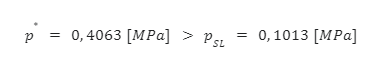 p* = 0,4063 [MPa] > p_SL = 0,1013 [MPa]